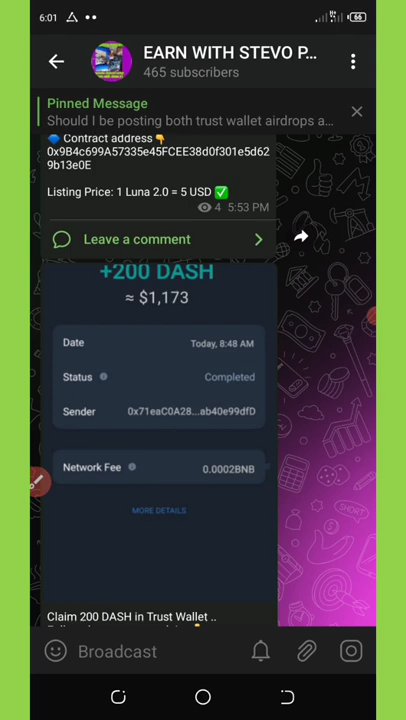 6:01
66
EARN WITH STEVO P...
465 subscribers
Pinned Message
Should I be posting both trust wallet airdrops a...
Contract address
0x9B4c699A57335e45FCEE38d0f301e5d62
9b13e0E
Listing Price: 1 Luna 2.0 = 5 USD
4 5:53 PM
Leave a comment
+200 DASH
≈ $1,173
Date Today, 8:48 AM
Status Completed
Sender 0x71eaC0A28...ab40e99dfD
Network Fee 0.0002BNB
MORE DETAILS
SHORT
Claim 200 DASH in Trust Wallet ..
Broadcast